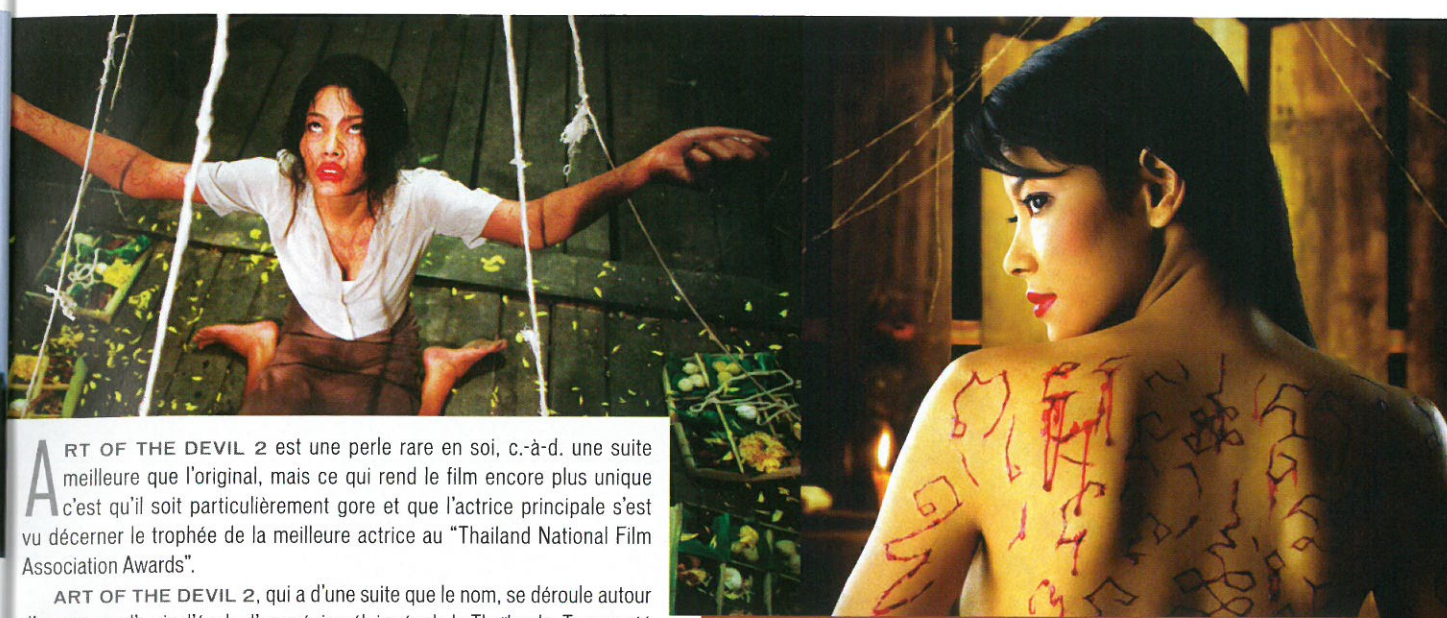 ART OF THE DEVIL 2 est une perle rare en soi, c.-à-d. une suite
meilleure que l'original, mais ce qui rend le film encore plus unique
c'est qu'il soit particulièrement gore et que l'actrice principale s'est
vu décerner le trophée de la meilleure actrice au “Thailand National Film
Association Awards”.
ART OF THE DEVIL 2, qui a d'une suite que le nom, se déroule autour